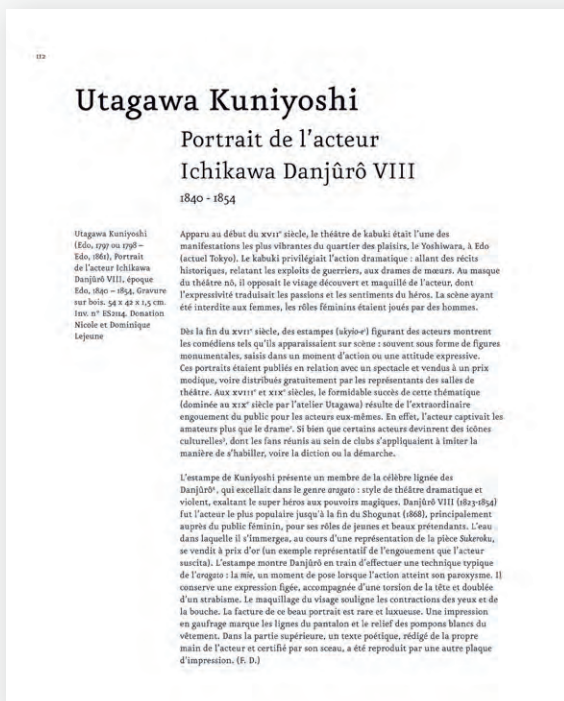 112
Utagawa Kuniyoshi
Portrait de l’acteur
Ichikawa Danjûrô VIII
1840 - 1854
Utagawa Kuniyoshi
(Edo, 1797 ou 1798 –
Edo, 1861), Portrait
de l’acteur Ichikawa
Danjûrô VIII, époque
Edo, 1840 – 1854. Gravure
sur bois. 54 x 42 x 1,5 cm.
Inv. n° ES2114. Donation
Nicole et Dominique
Lejeune
Apparu au début du XVIIᵉ siècle, le théâtre de kabuki était l’une des
manifestations les plus vibrantes du quartier des plaisirs, le Yoshiwara, à Edo
(actuel Tokyo). Le kabuki privilégiait l’action dramatique : allant des récits
historiques, relatant les exploits de guerriers, aux drames de mœurs. Au masque
du théâtre nô, il opposait le visage découvert et maquillé de l’acteur, dont
l’expressivité traduisait les passions et les sentiments du héros. La scène ayant
été interdite aux femmes, les rôles féminins étaient joués par des hommes.
Dès la fin du XVIIᵉ siècle, des estampes (ukyio-e¹) figurant des acteurs montrent
les comédiens tels qu’ils apparaissaient sur scène : souvent sous forme de figures
monumentales, saisis dans un moment d’action ou une attitude expressive.
Ces portraits étaient publiés en relation avec un spectacle et vendus à un prix
modique, voire distribués gratuitement par les représentants des salles de
théâtre. Aux XVIIIᵉ et XIXᵉ siècles, le formidable succès de cette thématique
(dominée au XIXᵉ siècle par l’atelier Utagawa) résulte de l’extraordinaire
engouement du public pour les acteurs eux-mêmes. En effet, l’acteur captivait les
amateurs plus que le drame². Si bien que certains acteurs devinrent des icônes
culturelles³, dont les fans réunis au sein de clubs s’appliquaient à imiter la
manière de s’habiller, voire la diction ou la démarche.
L’estampe de Kuniyoshi présente un membre de la célèbre lignée des
Danjûrô⁴, qui excellait dans le genre aragoto : style de théâtre dramatique et
violent, exaltant le super héros aux pouvoirs magiques. Danjûrô VIII (1823-1854)
fut l’acteur le plus populaire jusqu’à la fin du Shogunat (1868), principalement
auprès du public féminin, pour ses rôles de jeunes et beaux prétendants. L’eau
dans laquelle il s’immergea, au cours d’une représentation de la pièce Sukeroku,
se vendit à prix d’or (un exemple représentatif de l’engouement que l’acteur
suscita). L’estampe montre Danjûrô en train d’effectuer une technique typique
de l’aragoto : la mie, un moment de pose lorsque l’action atteint son paroxysme. Il
conserve une expression figée, accompagnée d’une torsion de la tête et doublée
d’un strabisme. Le maquillage du visage souligne les contractions des yeux et de
la bouche. La facture de ce beau portrait est rare et luxueuse. Une impression
en gaufrage marque les lignes du pantalon et le relief des pompons blancs du
vêtement. Dans la partie supérieure, un texte poétique, rédigé de la propre
main de l’acteur et certifié par son sceau, a été reproduit par une autre plaque
d’impression. (F. D.)